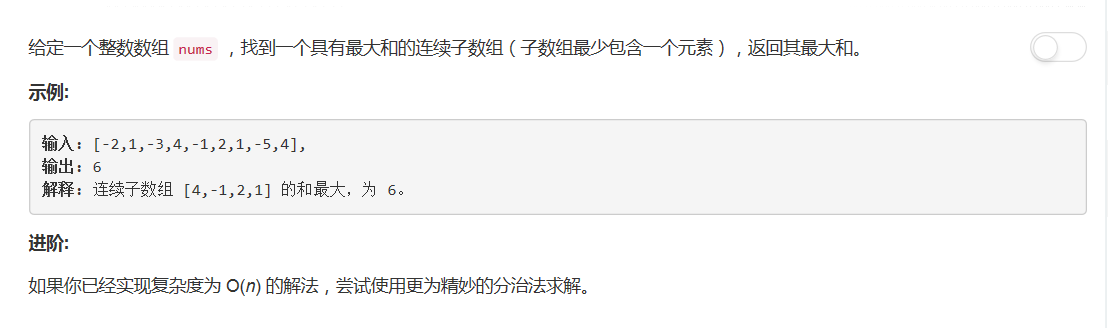 给定一个整数数组 nums ，找到一个具有最大和的连续子数组（子数组最少包含一个元素），返回其最大和。
示例:
输入: [-2,1,-3,4,-1,2,1,-5,4],
输出: 6
解释: 连续子数组 [4,-1,2,1] 的和最大，为 6。
进阶:
如果你已经实现复杂度为 O(n) 的解法，尝试使用更为精妙的分治法求解。